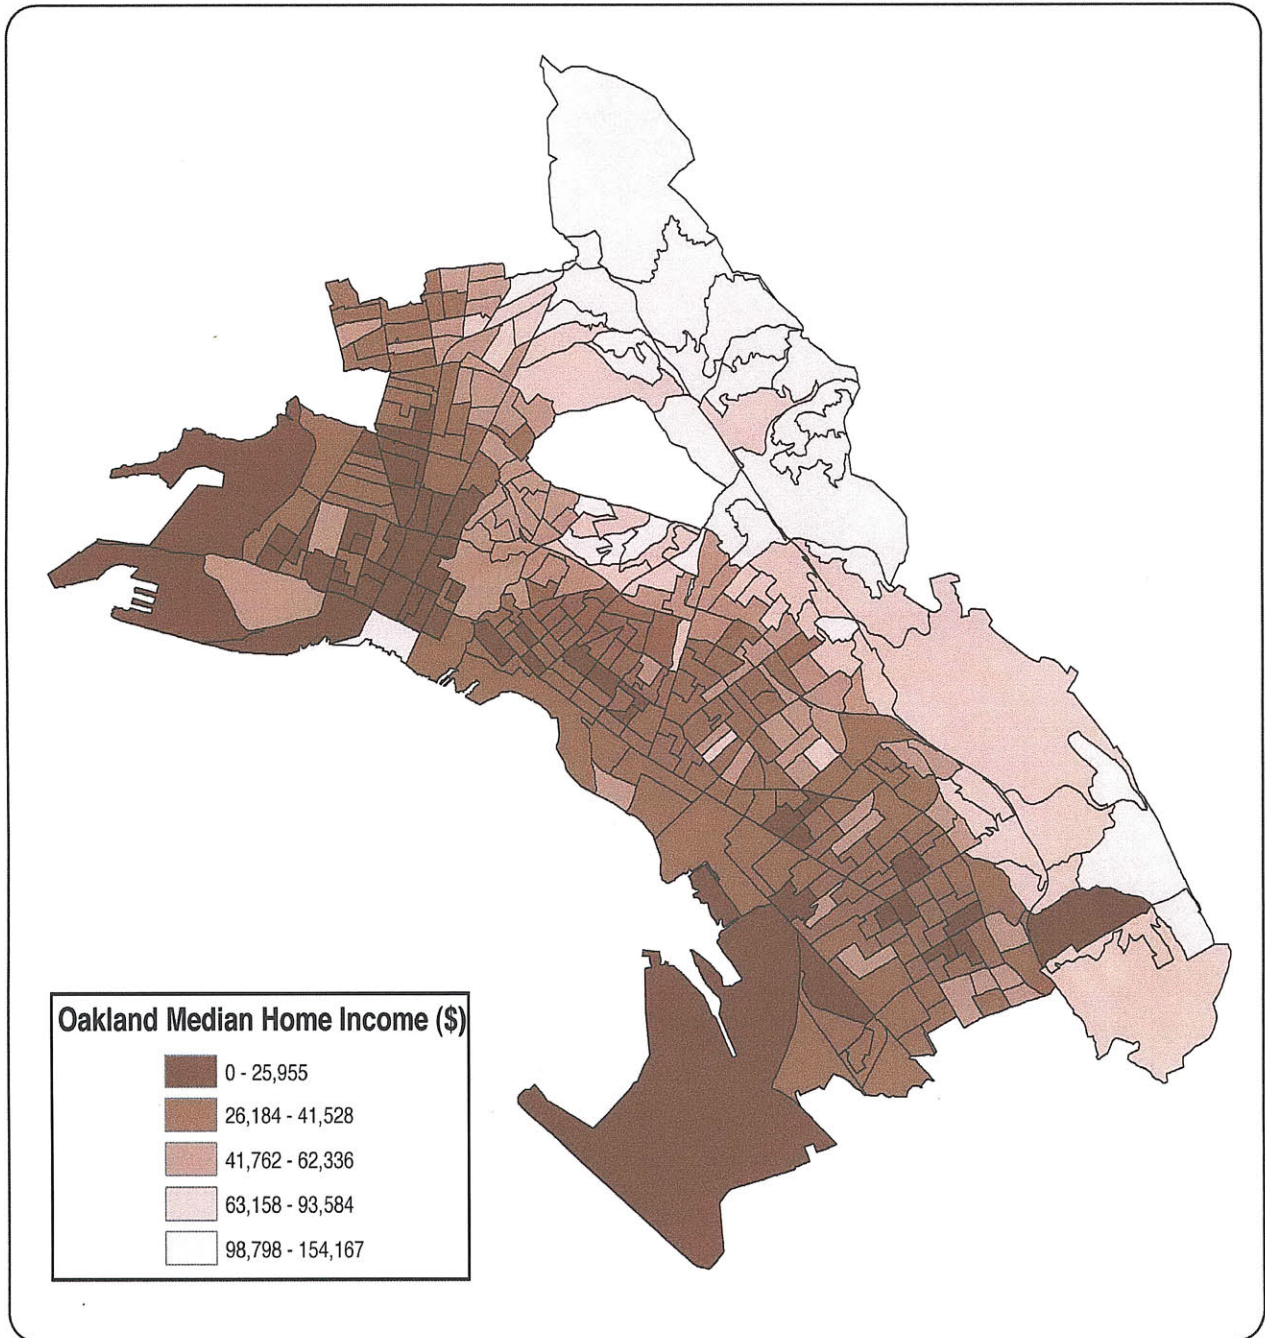 Oakland Median Home Income ($)
0 - 25,955
26,184 - 41,528
41,762 - 62,336
63,158 - 93,584
98,798 - 154,167